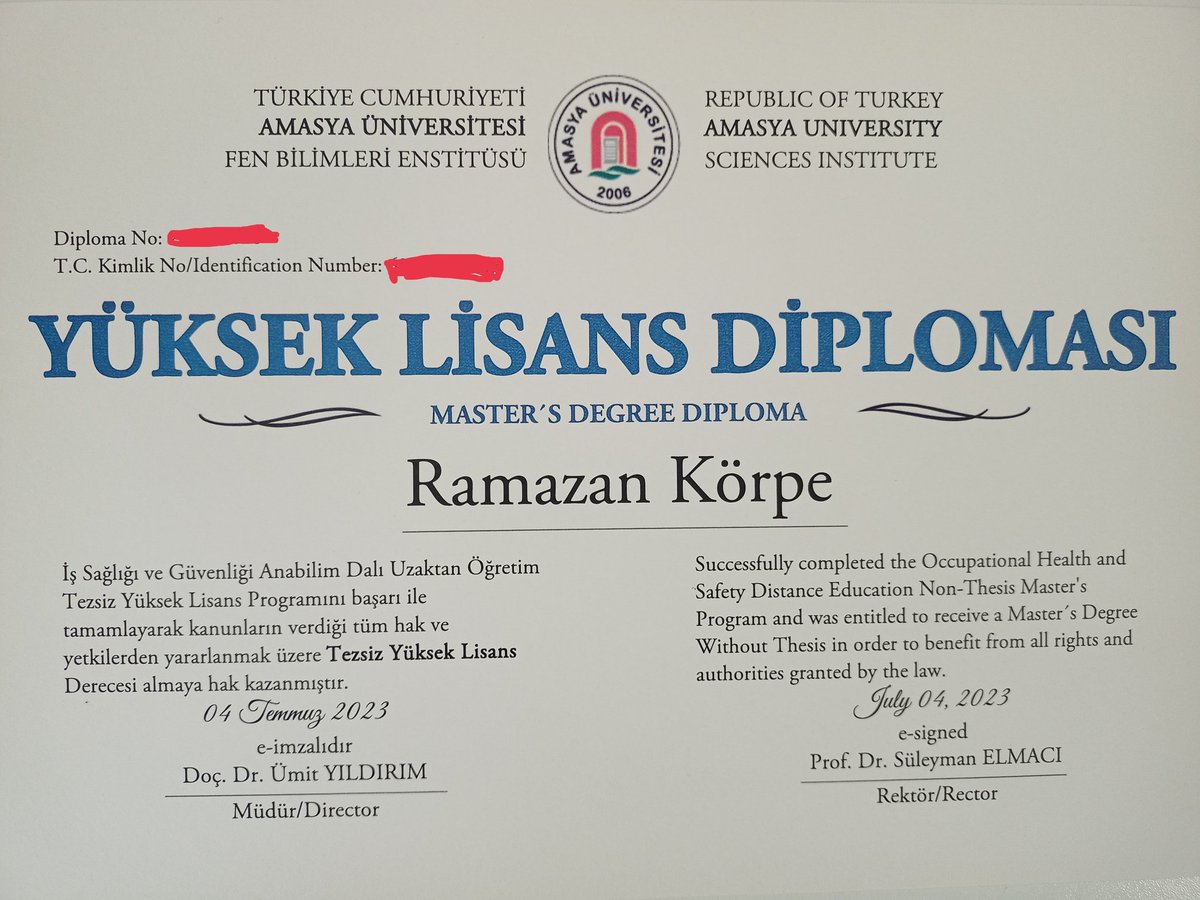 TÜRKİYE CUMHURİYETİ
AMASYA ÜNİVERSİTESİ
FEN BİLİMLERİ ENSTİTÜSÜ
AMASYA ÜNİVERSİTESİ
2006
REPUBLIC OF TURKEY
AMASYA UNIVERSITY
SCIENCES INSTITUTE
Diploma No:
T.C. Kimlik No/Identification Number:
YÜKSEK LİSANS DİPLOMASI
MASTER´S DEGREE DIPLOMA
Ramazan Körpe
İş Sağlığı ve Güvenliği Anabilim Dalı Uzaktan Öğretim
Tezsiz Yüksek Lisans Programını başarı ile
tamamlayarak kanunların verdiği tüm hak ve
yetkilerden yararlanmak üzere Tezsiz Yüksek Lisans
Derecesi almaya hak kazanmıştır.
04 Temmuz 2023
e-imzalıdır
Doç. Dr. Ümit YILDIRIM
Müdür/Director
Successfully completed the Occupational Health and
Safety Distance Education Non-Thesis Master's
Program and was entitled to receive a Master´s Degree
Without Thesis in order to benefit from all rights and
authorities granted by the law.
July 04, 2023
e-signed
Prof. Dr. Süleyman ELMACI
Rektör/Rector